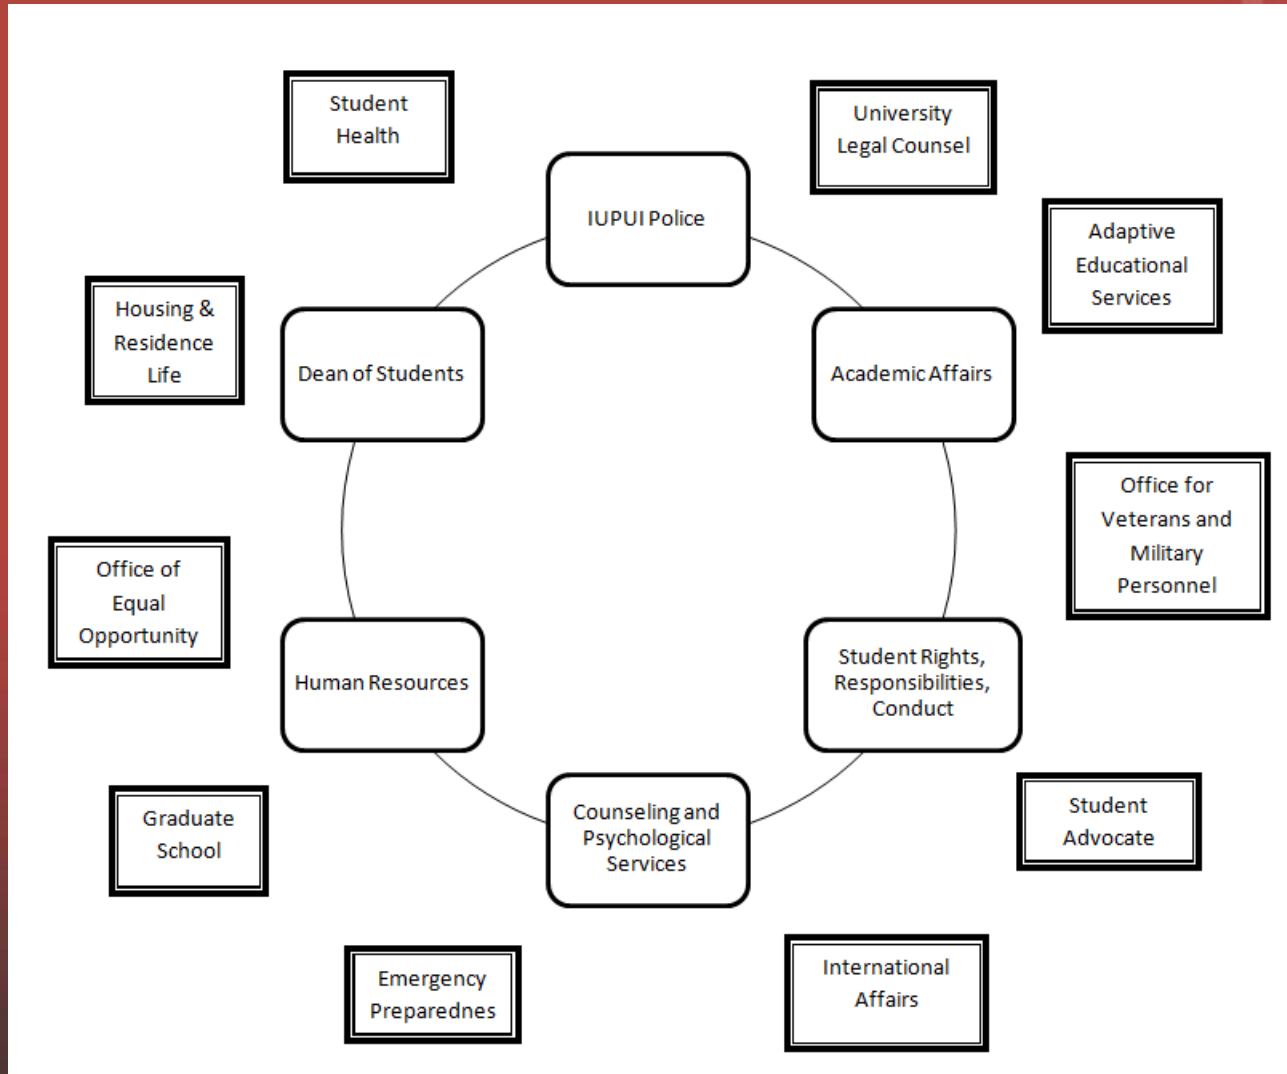 Student
Health
University
Legal Counsel
IUPUI Police
Adaptive
Educational
Services
Housing &
Residence
Life
Dean of Students
Academic Affairs
Office for
Veterans and
Military
Personnel
Office of
Equal
Opportunity
Human Resources
Student Rights,
Responsibilities,
Conduct
Graduate
School
Counseling and
Psychological
Services
Student
Advocate
Emergency
Preparednes
International
Affairs